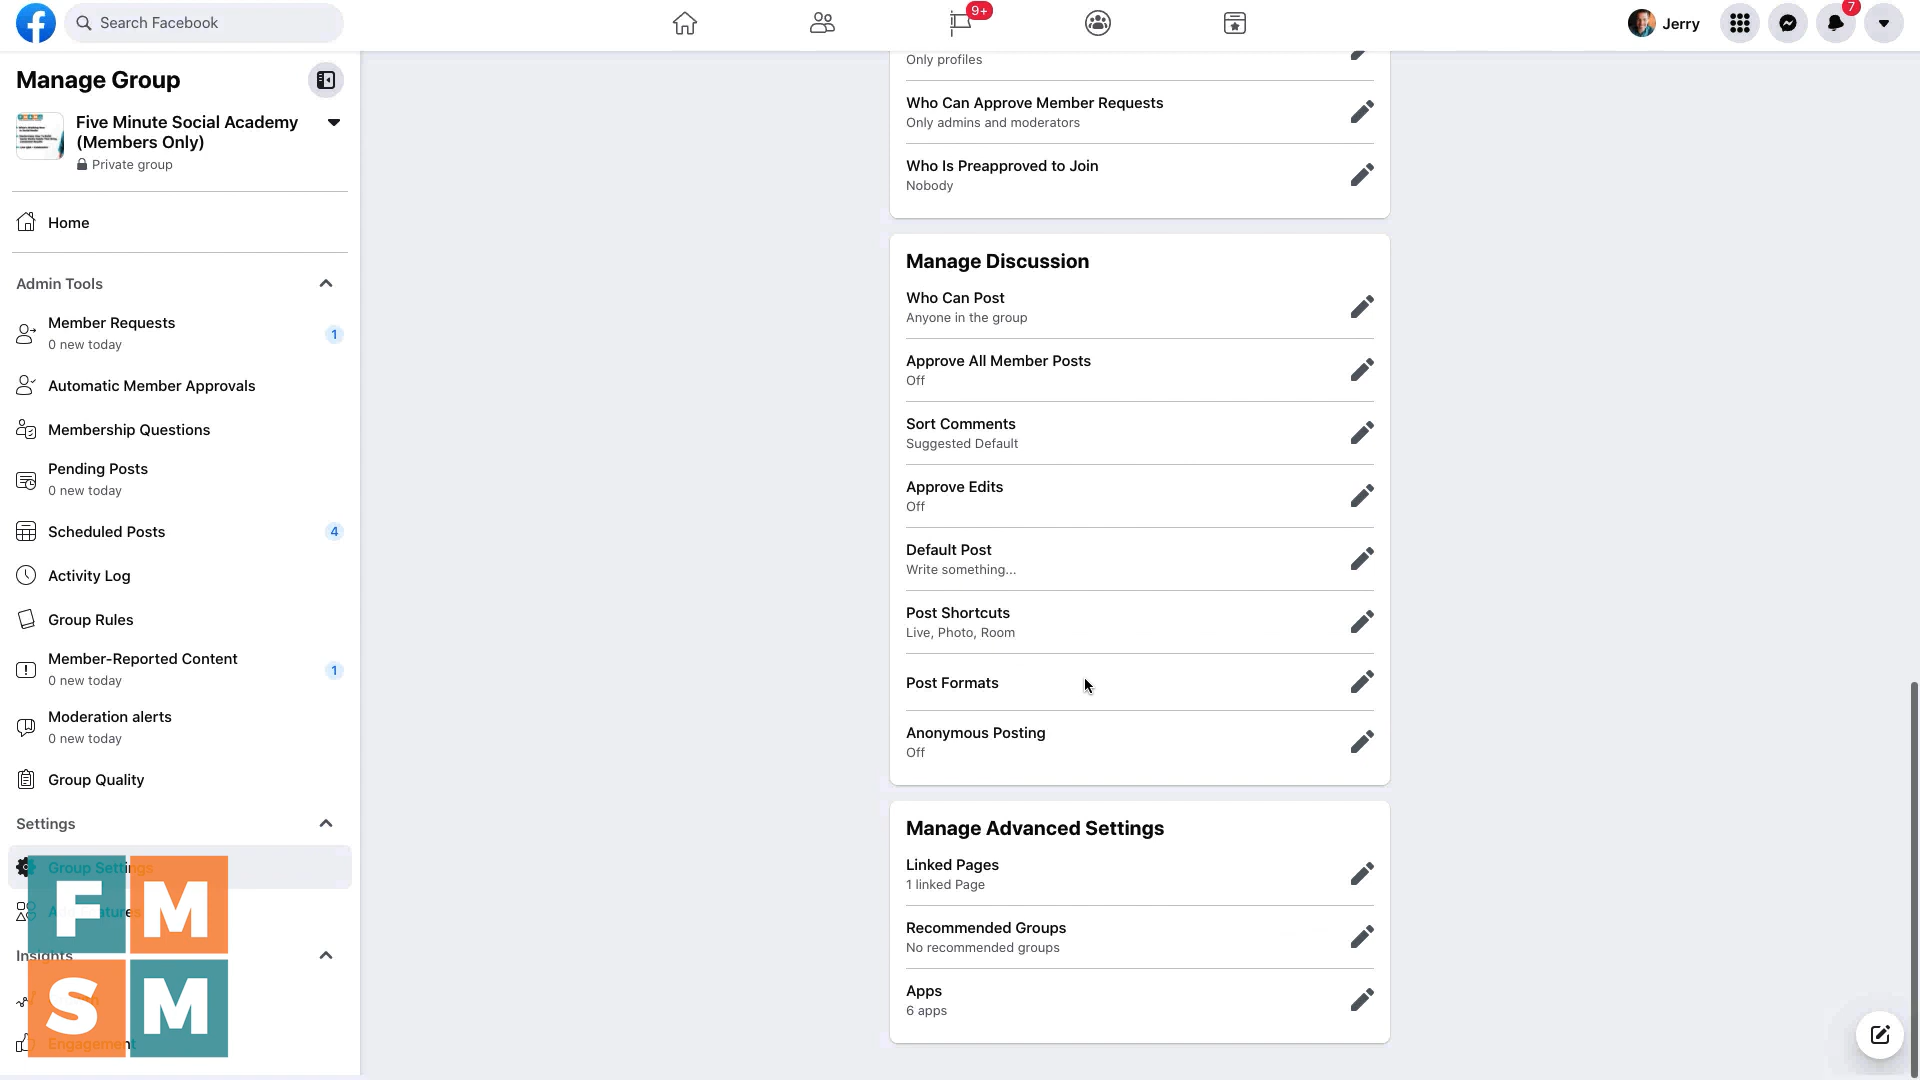 Search Facebook
9+
Jerry
7
Manage Group
Five Minute Social Academy
(Members Only)
Private group
Home
Admin Tools
Member Requests
0 new today
1
Automatic Member Approvals
Membership Questions
Pending Posts
0 new today
Scheduled Posts
4
Activity Log
Group Rules
Member-Reported Content
0 new today
1
Moderation alerts
0 new today
Group Quality
Settings
Group Settings
Insights
Engagement
F M
S M
Only profiles
Who Can Approve Member Requests
Only admins and moderators
Who Is Preapproved to Join
Nobody
Manage Discussion
Who Can Post
Anyone in the group
Approve All Member Posts
Off
Sort Comments
Suggested Default
Approve Edits
Off
Default Post
Write something...
Post Shortcuts
Live, Photo, Room
Post Formats
Anonymous Posting
Off
Manage Advanced Settings
Linked Pages
1 linked Page
Recommended Groups
No recommended groups
Apps
6 apps